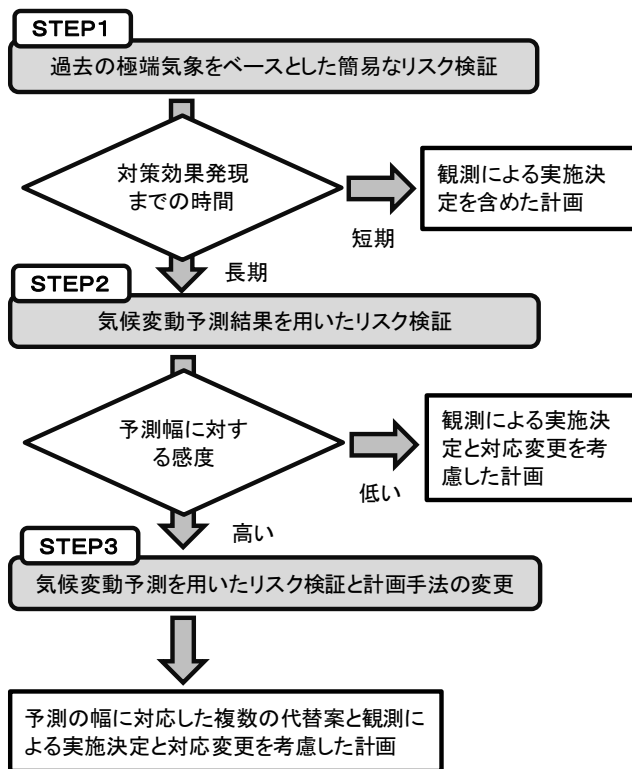 STEP1
過去の極端気象をベースとした簡易なリスク検証
対策効果発現
までの時間
観測による実施決
定を含めた計画
短期
長期
STEP2
気候変動予測結果を用いたリスク検証
予測幅に対す
る感度
観測による実施決
定と対応変更を考
慮した計画
低い
高い
STEP3
気候変動予測を用いたリスク検証と計画手法の変更
予測の幅に対応した複数の代替案と観測に
よる実施決定と対応変更を考慮した計画